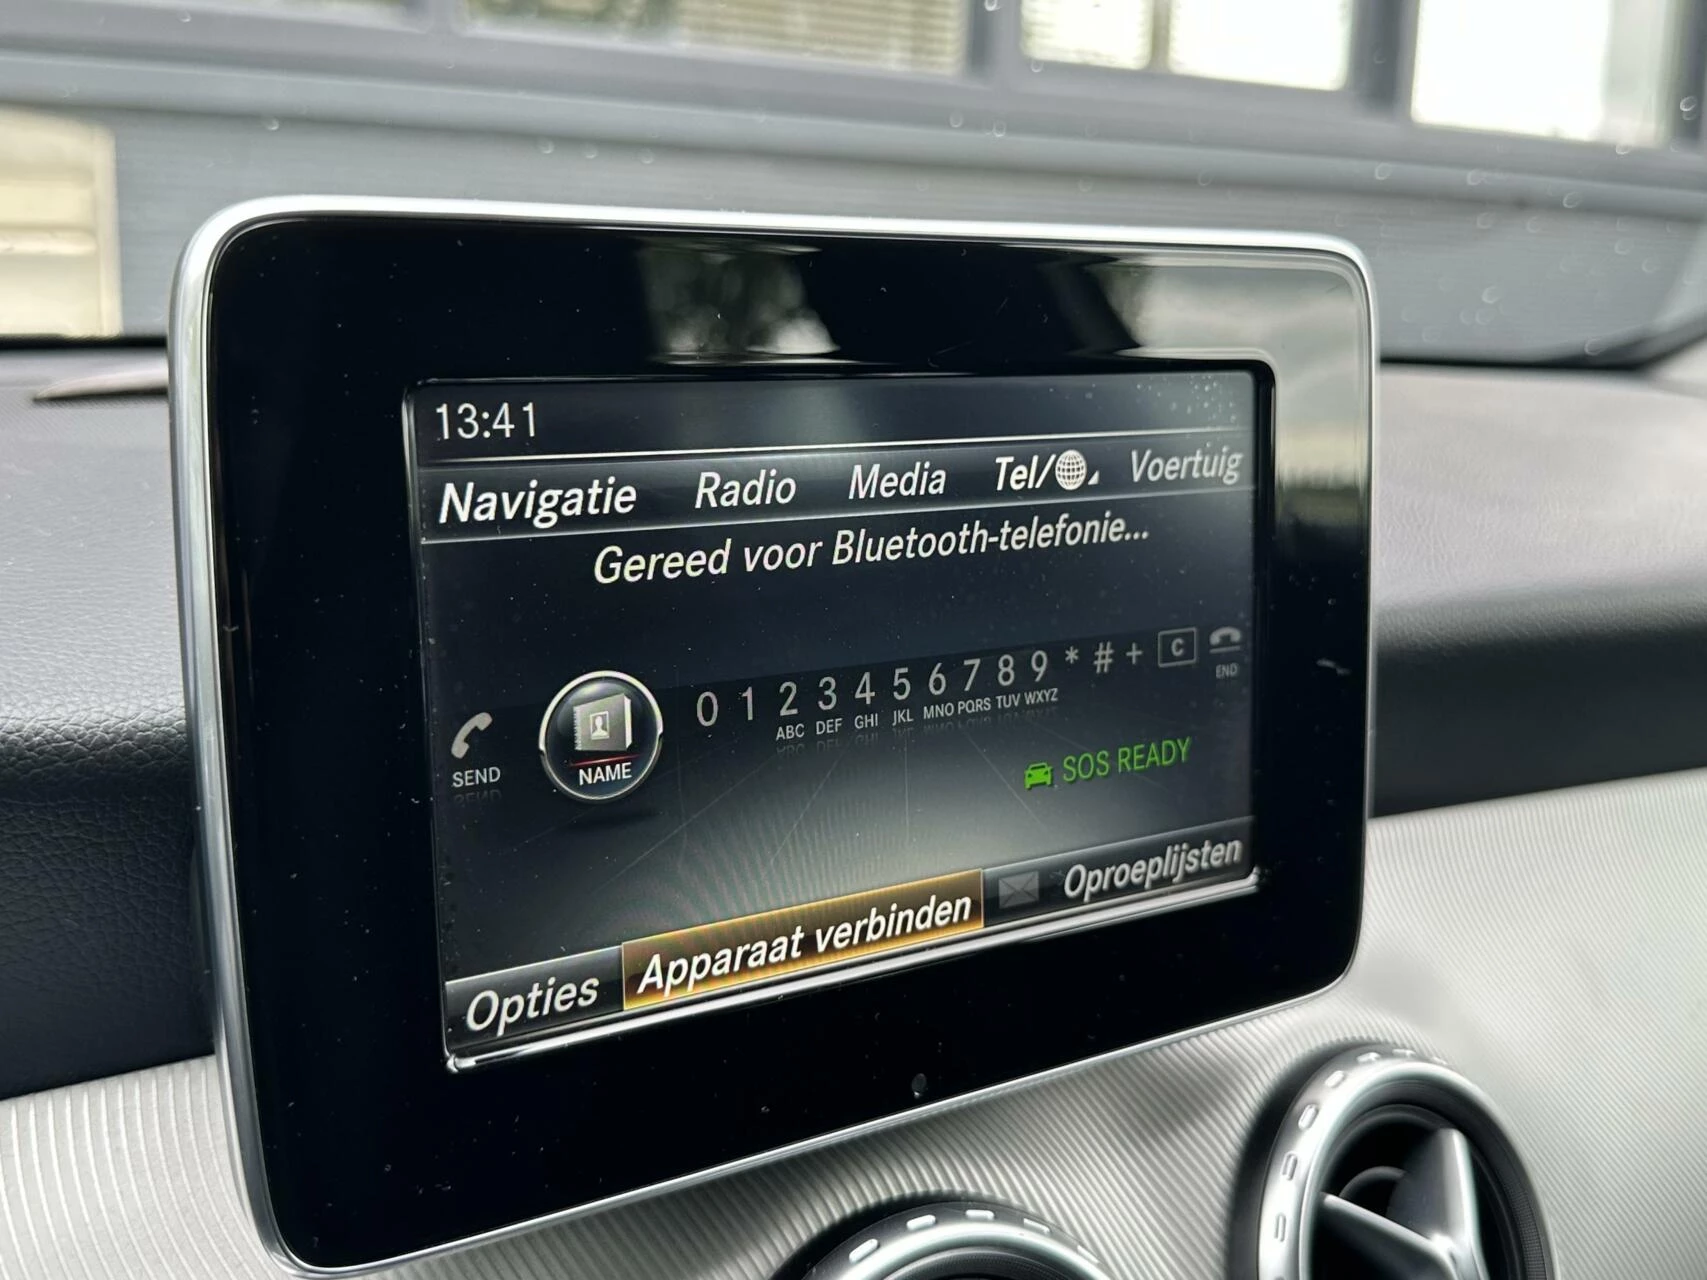 13:41
Navigatie Radio Media Tel/ Voertuig
Gereed voor Bluetooth-telefonie...
SEND NAME 0 1 2 3 4 5 6 7 8 9 * # + C END
ABC DEF GHI JKL MNO PQRS TUV WXYZ
SOS READY
Opties Apparaat verbinden Oproeplijsten